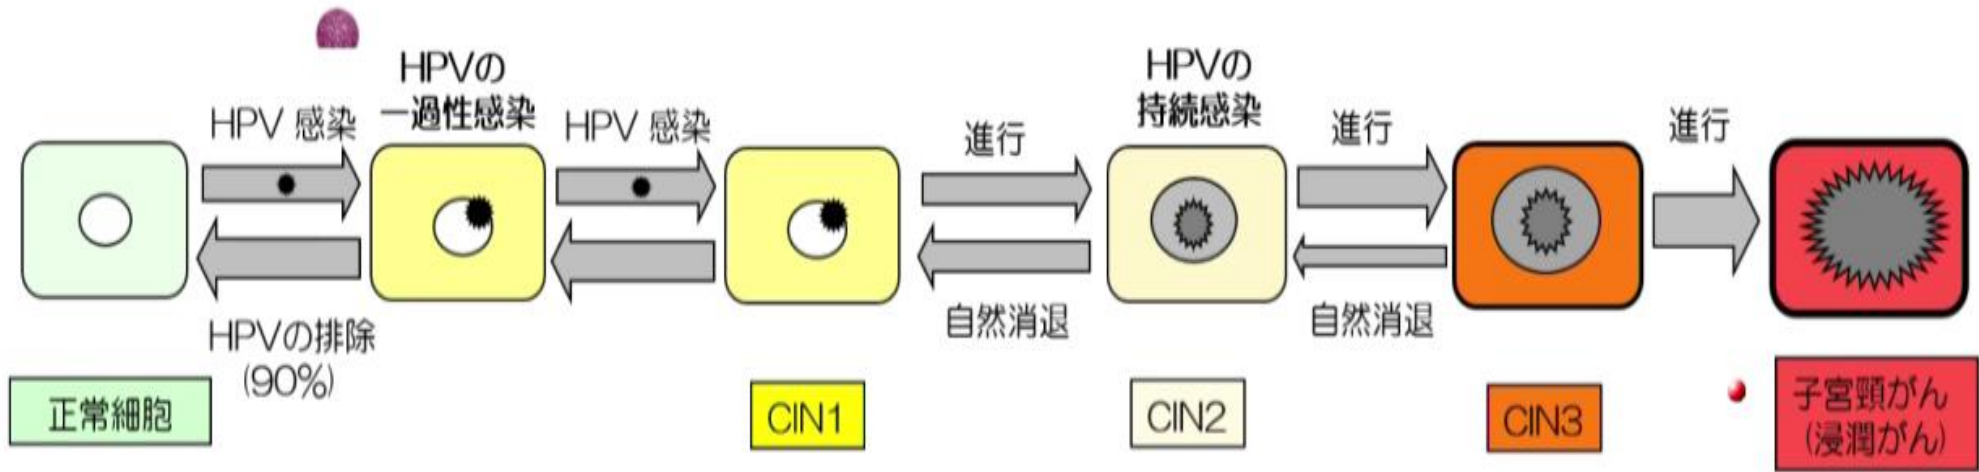 HPVの
一過性感染
HPVの
持続感染
HPV 感染
HPV 感染
進行
進行
進行
HPVの排除
(90%)
自然消退
自然消退
正常細胞
CIN1
CIN2
CIN3
子宮頸がん
(浸潤がん)